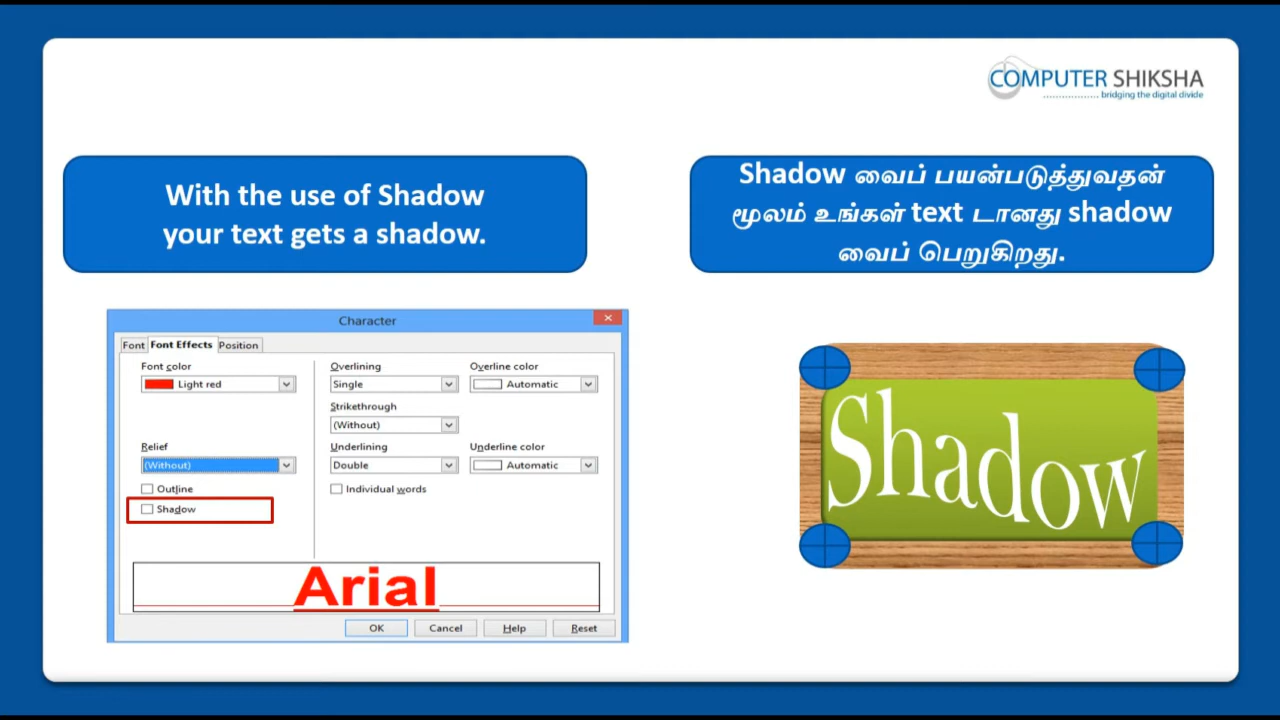 COMPUTER SHIKSHA
bridging the digital divide
With the use of Shadow
your text gets a shadow.
Shadow வைப் பயன்படுத்துவதன்
மூலம் உங்கள் text டானது shadow
வைப் பெறுகிறது.
Character
Font Font Effects Position
Font color
Light red
Overlining
Single
Overline color
Automatic
Strikethrough
(Without)
Relief
(Without)
Underlining
Double
Underline color
Automatic
Outline
Individual words
Shadow
Arial
OK Cancel Help Reset
Shadow